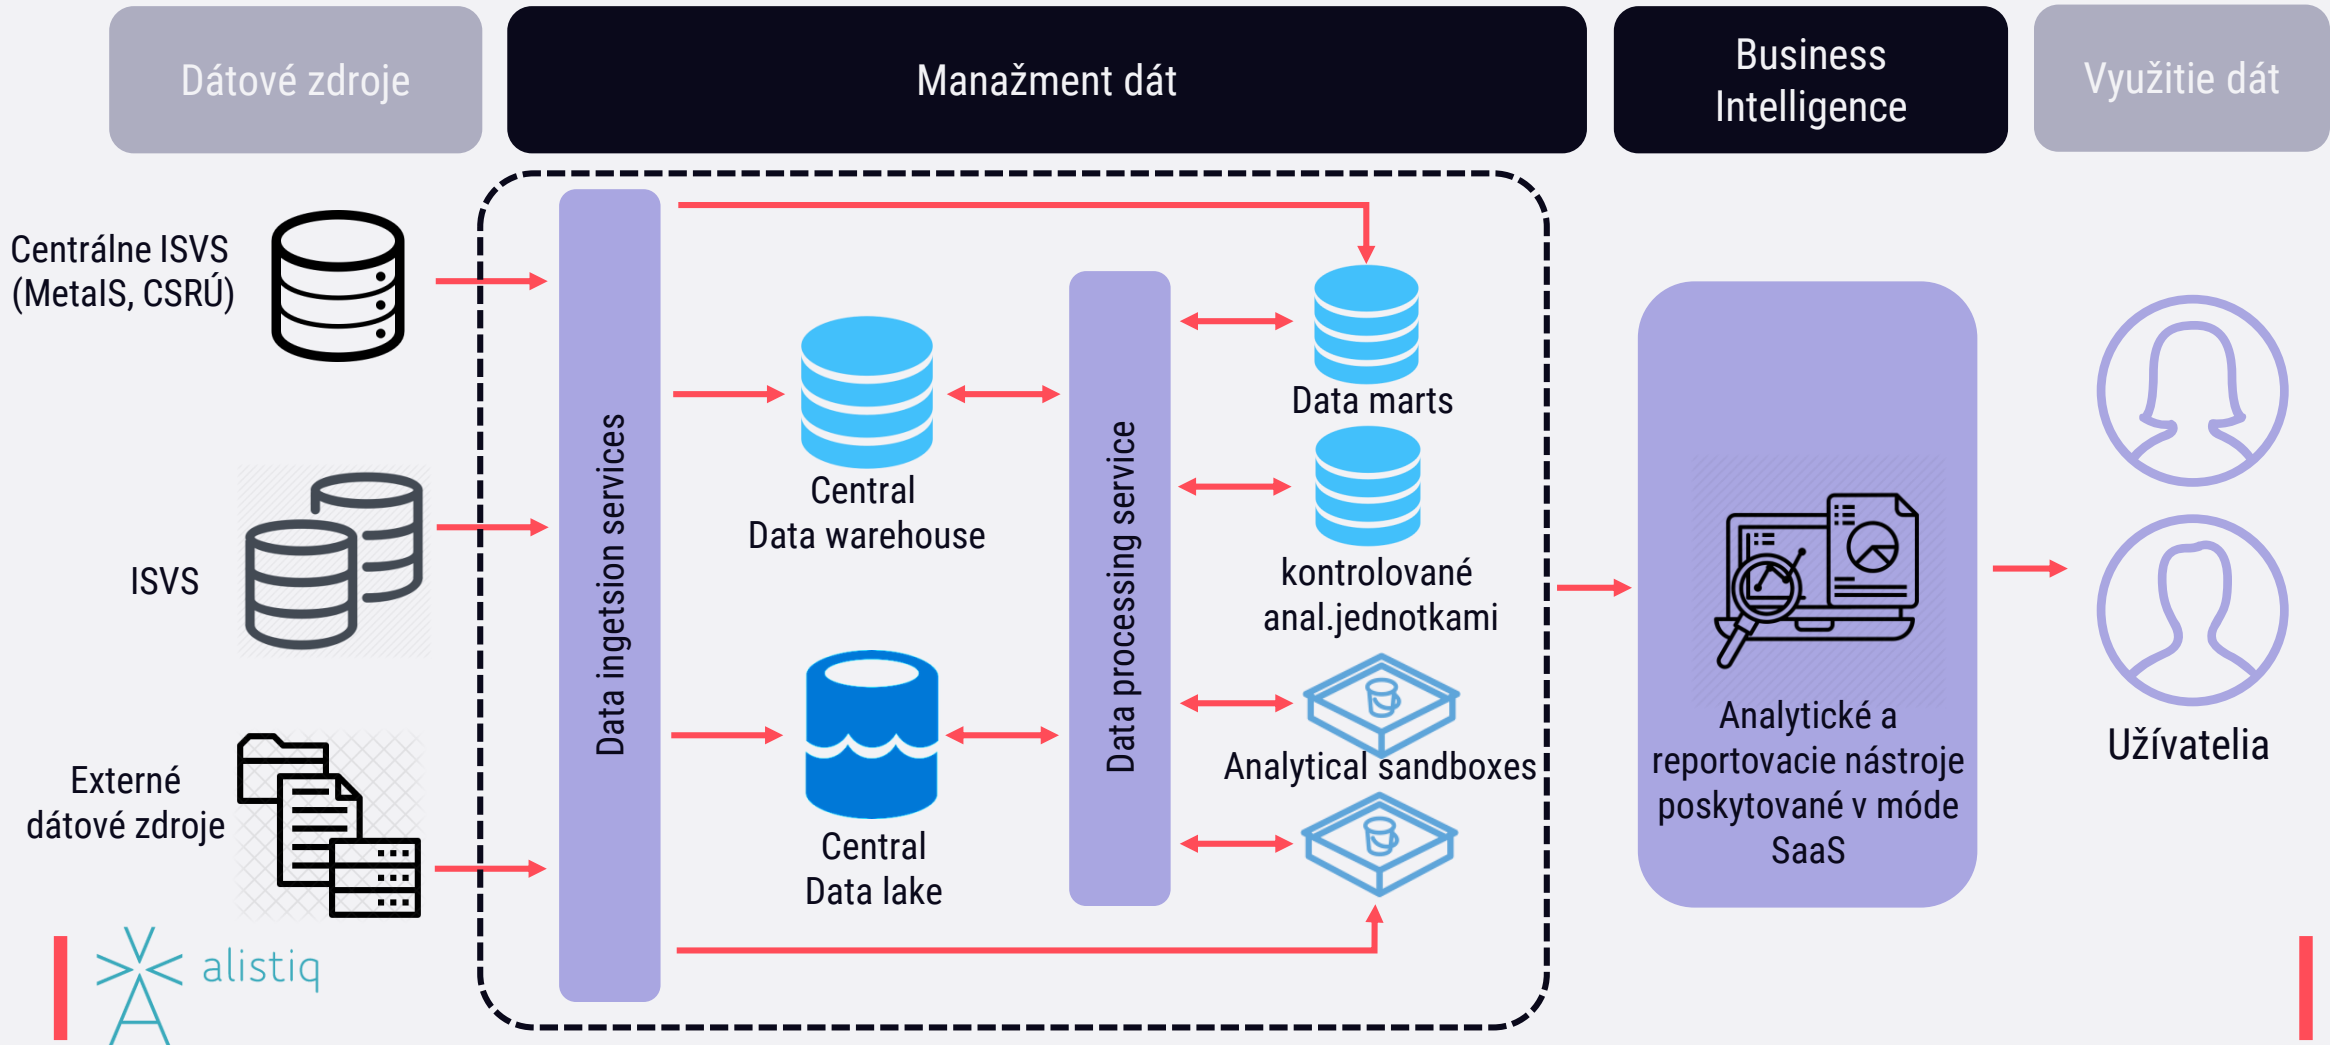 Dátové zdroje
Manažment dát
Business
Intelligence
Využitie dát
Centrálne ISVS
(MetaIS, CSRÚ)
ISVS
Externé
dátové zdroje
Data ingetsion services
Central
Data warehouse
Central
Data lake
Data processing service
Data marts
kontrolované
anal.jednotkami
Analytical sandboxes
Analytické a
reportovacie nástroje
poskytované v móde
SaaS
Užívatelia
alistiq